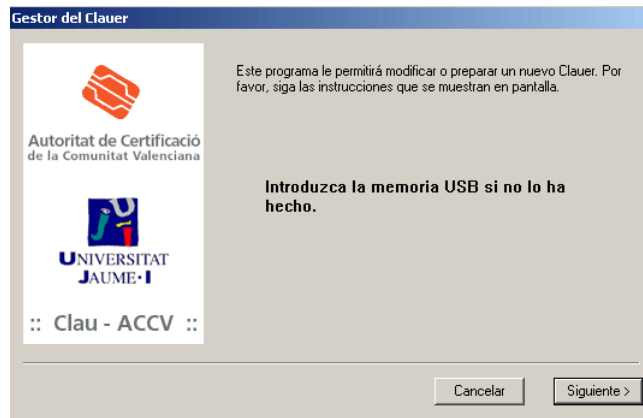 Gestor del Clauer
Este programa le permitirá modificar o preparar un nuevo Clauer. Por
favor, siga las instrucciones que se muestran en pantalla.
Autoritat de Certificació
de la Comunitat Valenciana
Introduzca la memoria USB si no lo ha
hecho.
UJI
UNIVERSITAT
JAUME·I
:: Clau - ACCV ::
Cancelar
Siguiente >